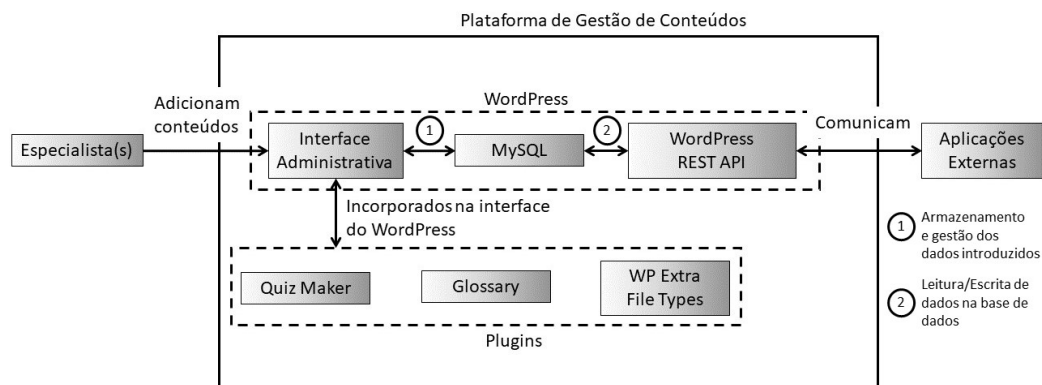 Plataforma de Gestão de Conteúdos
WordPress
Adicionam
conteúdos
Especialista(s)
Interface
Administrativa
1
MySQL
2
WordPress
REST API
Comunicam
Aplicações
Externas
Incorporados na interface
do WordPress
Quiz Maker
Glossary
WP Extra
File Types
Plugins
1
Armazenamento
e gestão dos
dados introduzidos
2
Leitura/Escrita de
dados na base de
dados